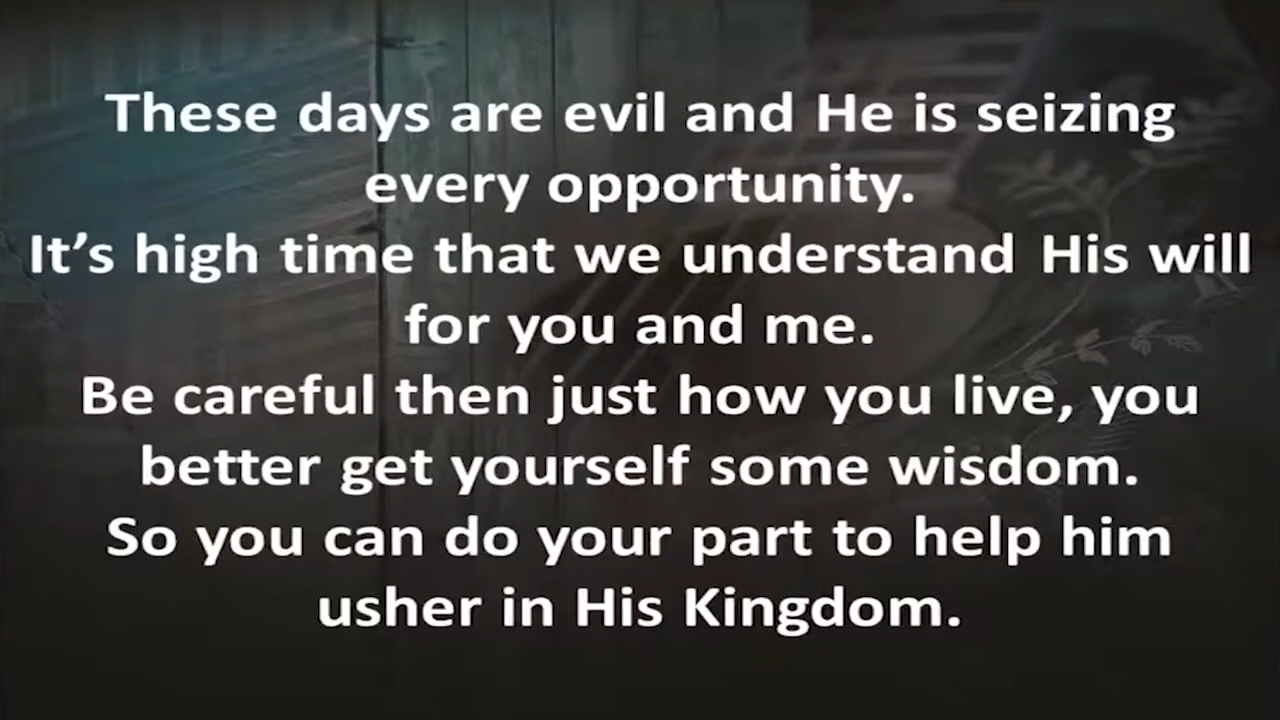 These days are evil and He is seizing
every opportunity.
It’s high time that we understand His will
for you and me.
Be careful then just how you live, you
better get yourself some wisdom.
So you can do your part to help him
usher in His Kingdom.